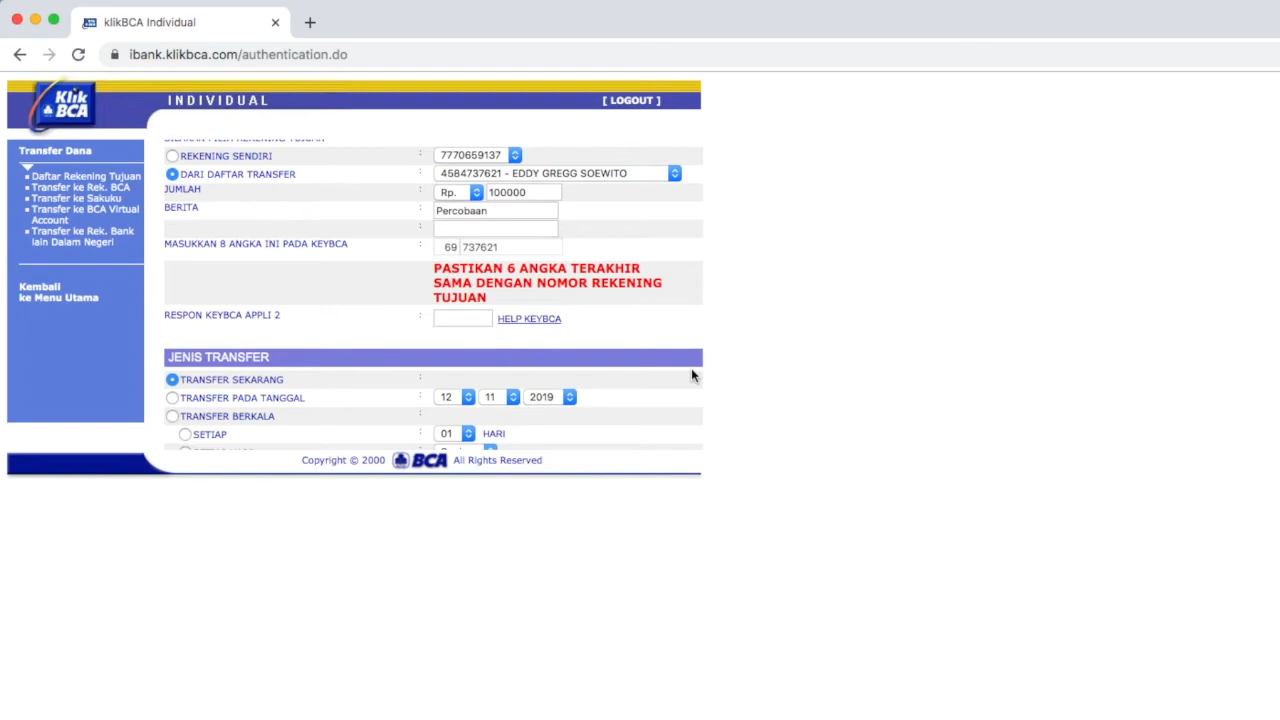 klikBCA Individual
ibank.klikbca.com/authentication.do
Klik BCA
INDIVIDUAL
[ LOGOUT ]
Transfer Dana
Daftar Rekening Tujuan
Transfer ke Rek. BCA
Transfer ke Sakuku
Transfer ke BCA Virtual
Account
Transfer ke Rek. Bank
lain Dalam Negeri
Kembali
ke Menu Utama
REKENING SENDIRI : 7770659137
DARI DAFTAR TRANSFER : 4584737621 - EDDY GREGG SOEWITO
JUMLAH : Rp. 100000
BERITA : Percobaan
:
MASUKKAN 8 ANGKA INI PADA KEYBCA : 69 737621
PASTIKAN 6 ANGKA TERAKHIR
SAMA DENGAN NOMOR REKENING
TUJUAN
RESPON KEYBCA APPLI 2 : HELP KEYBCA
JENIS TRANSFER
TRANSFER SEKARANG :
TRANSFER PADA TANGGAL : 12 11 2019
TRANSFER BERKALA :
SETIAP 01 HARI
Copyright © 2000 BCA All Rights Reserved